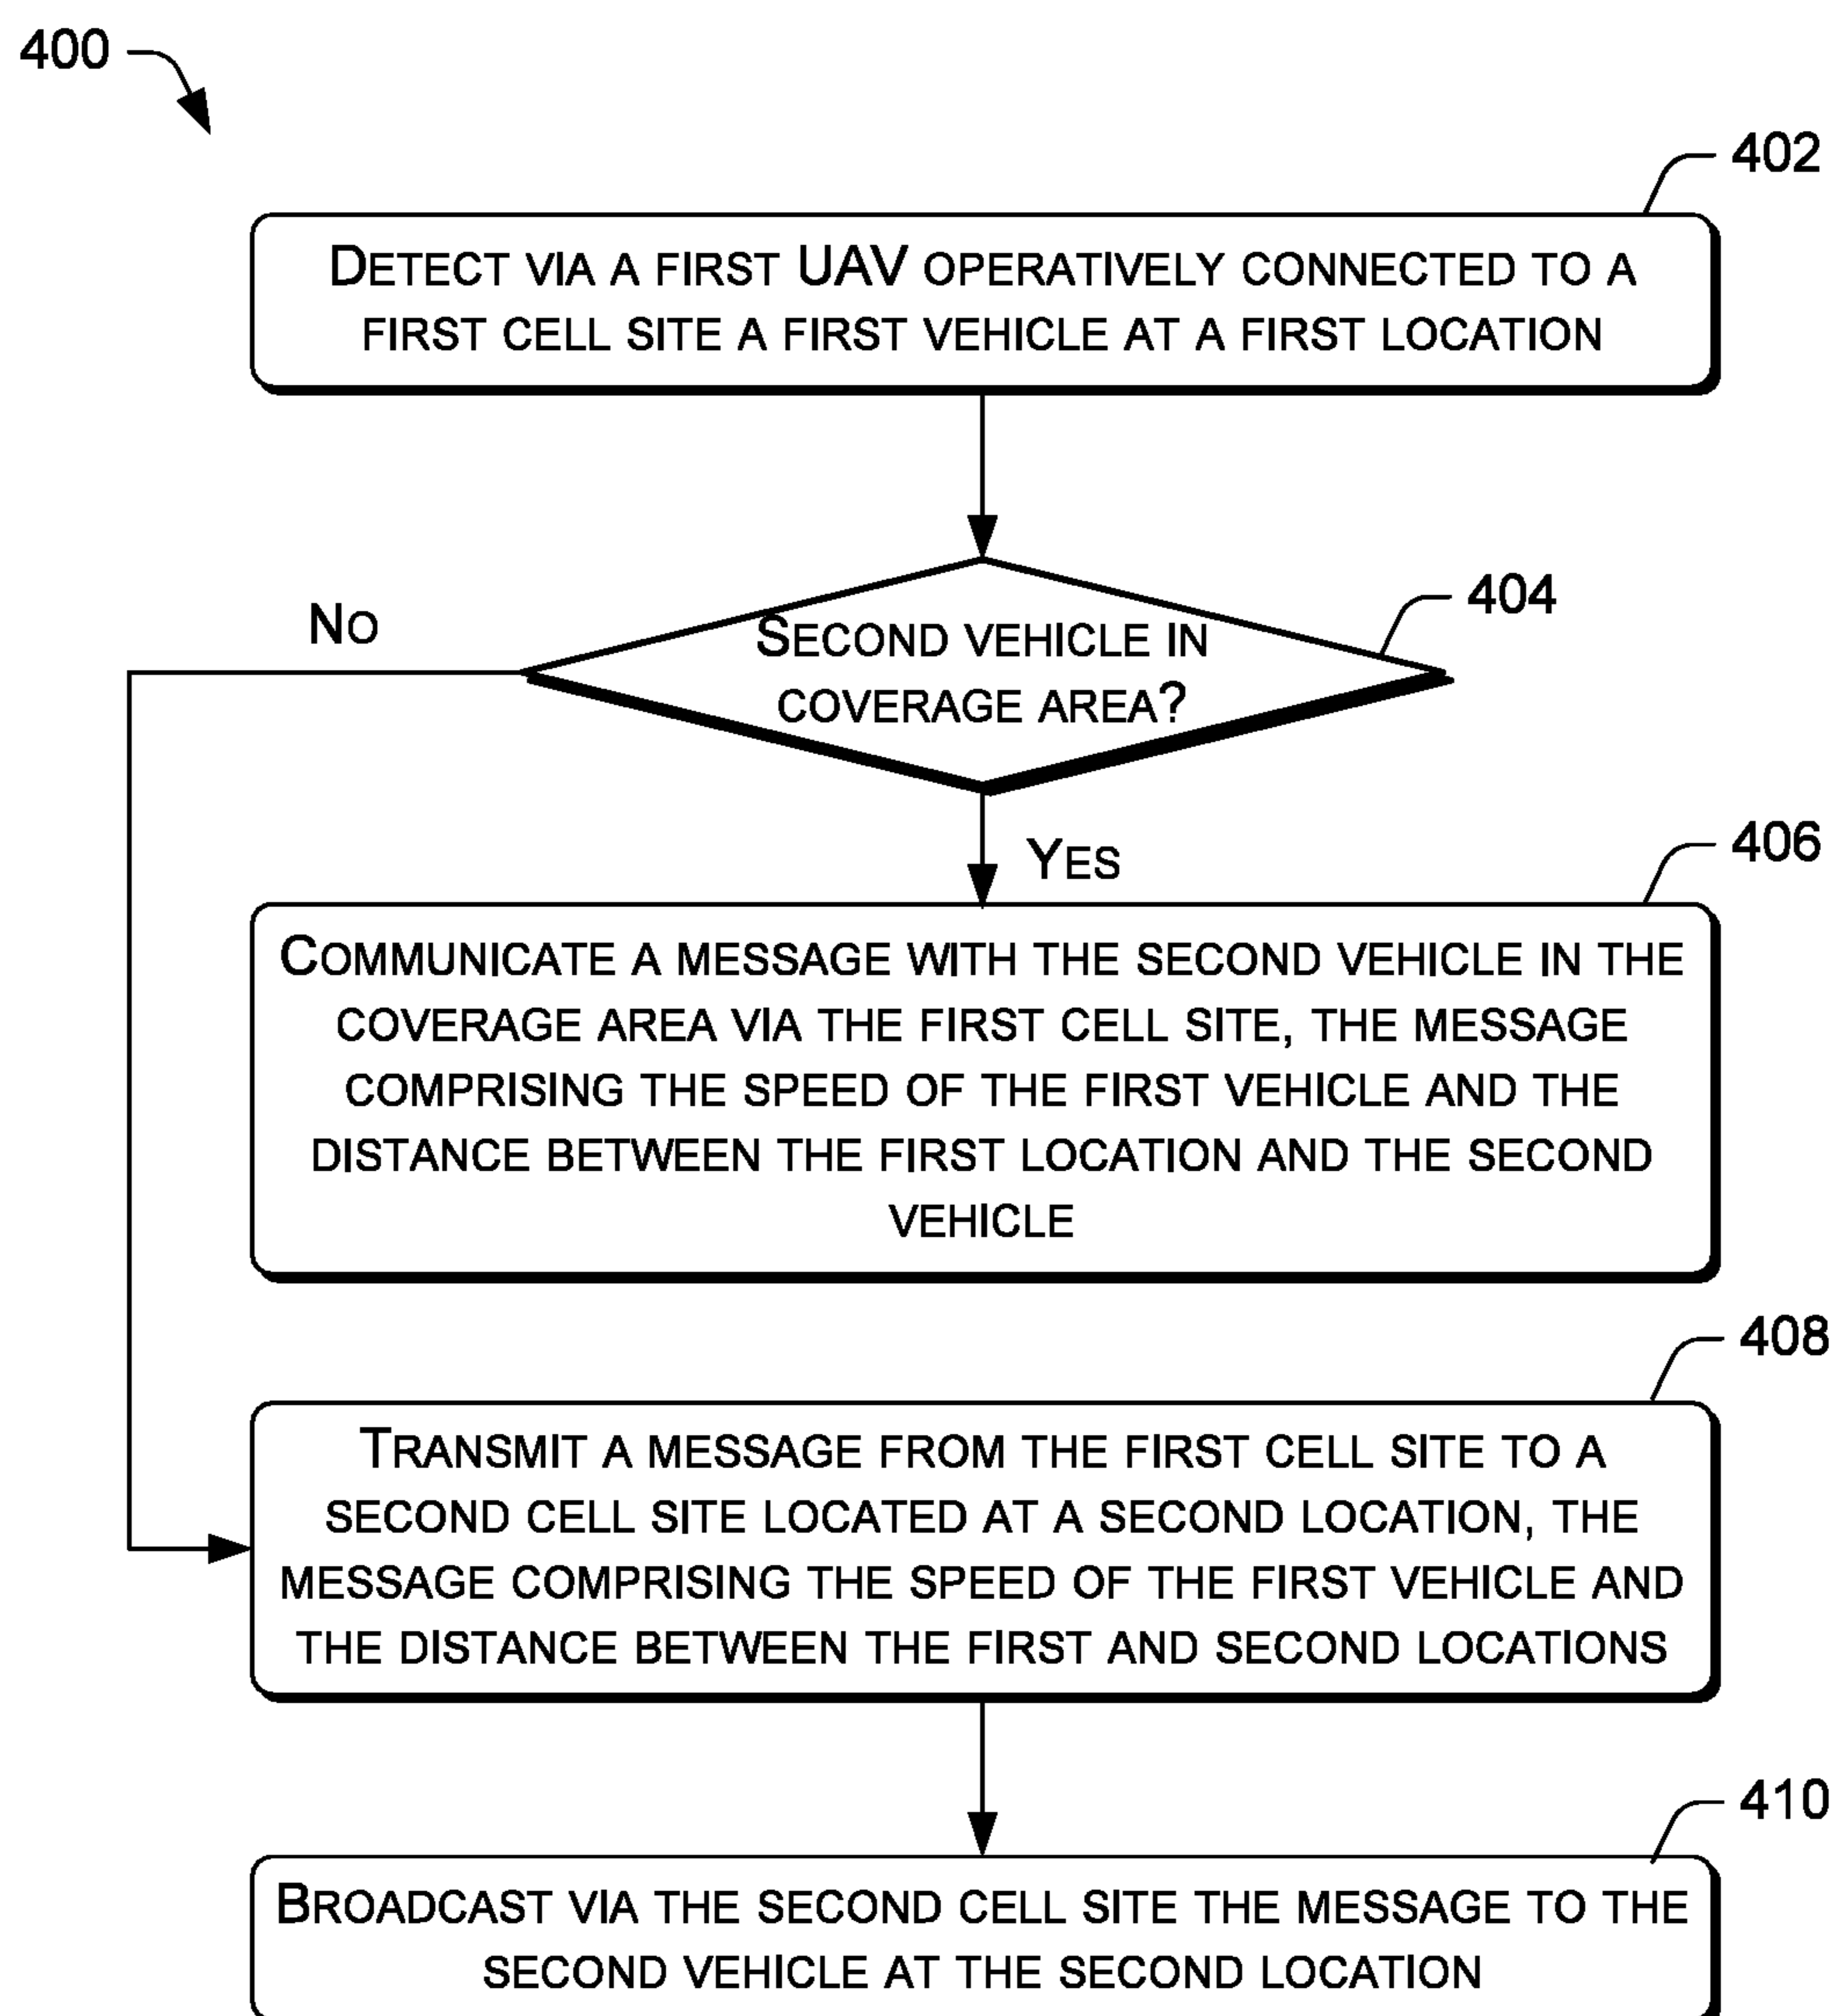 400
402
DETECT VIA A FIRST UAV OPERATIVELY CONNECTED TO A
FIRST CELL SITE A FIRST VEHICLE AT A FIRST LOCATION
404
NO
SECOND VEHICLE IN
COVERAGE AREA?
YES
406
COMMUNICATE A MESSAGE WITH THE SECOND VEHICLE IN THE
COVERAGE AREA VIA THE FIRST CELL SITE, THE MESSAGE
COMPRISING THE SPEED OF THE FIRST VEHICLE AND THE
DISTANCE BETWEEN THE FIRST LOCATION AND THE SECOND
VEHICLE
408
TRANSMIT A MESSAGE FROM THE FIRST CELL SITE TO A
SECOND CELL SITE LOCATED AT A SECOND LOCATION, THE
MESSAGE COMPRISING THE SPEED OF THE FIRST VEHICLE AND
THE DISTANCE BETWEEN THE FIRST AND SECOND LOCATIONS
410
BROADCAST VIA THE SECOND CELL SITE THE MESSAGE TO THE
SECOND VEHICLE AT THE SECOND LOCATION